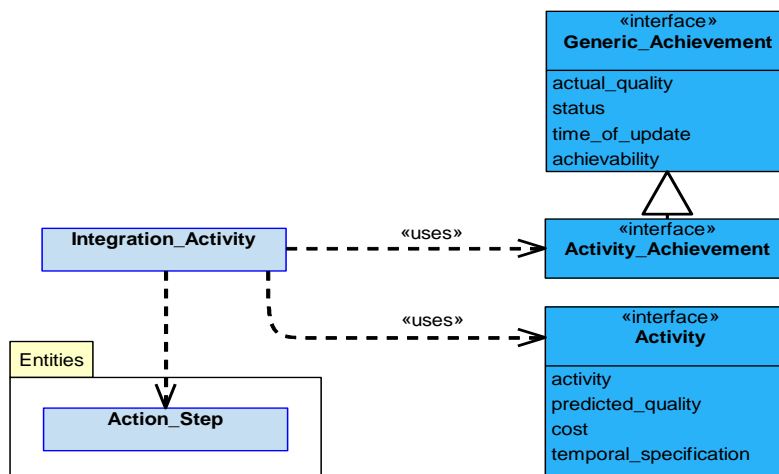 «interface»
Generic_Achievement
actual_quality
status
time_of_update
achievability
Integration_Activity
«uses»
«interface»
Activity_Achievement
«uses»
«interface»
Activity
activity
predicted_quality
cost
temporal_specification
Entities
Action_Step